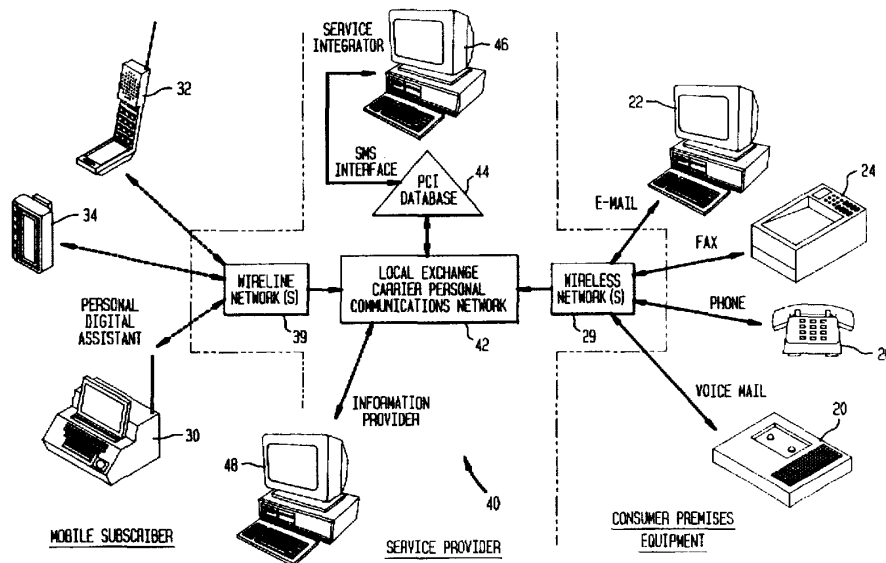 SERVICE
INTEGRATOR
46
32
22
24
SMS
INTERFACE
44
PCI
DATABASE
34
E-MAIL
FAX
WIRELINE
NETWORK(S)
39
LOCAL EXCHANGE
CARRIER PERSONAL
COMMUNICATIONS NETWORK
42
WIRELESS
NETWORK(S)
29
PHONE
PERSONAL
DIGITAL
ASSISTANT
VOICE MAIL
20
INFORMATION
PROVIDER
30
48
40
MOBILE SUBSCRIBER
SERVICE PROVIDER
CONSUMER PREMISES
EQUIPMENT